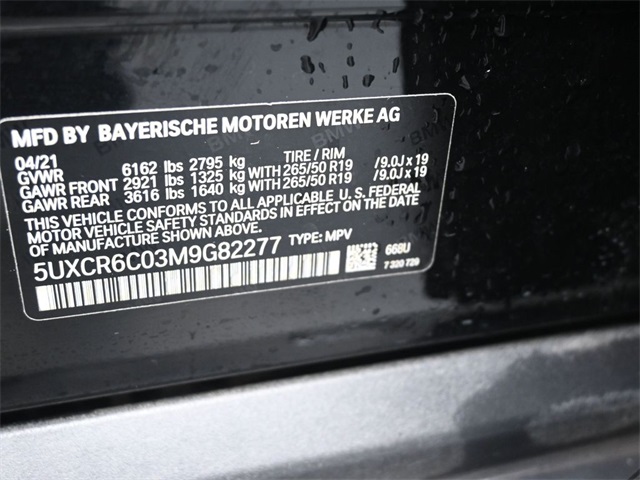 MFD BY BAYERISCHE MOTOREN WERKE AG
04/21
GVWR 6162 lbs 2795 kg TIRE / RIM
GAWR FRONT 2921 lbs 1325 kg WITH 265/50 R19 /9.0J x 19
GAWR REAR 3616 lbs 1640 kg WITH 265/50 R19 /9.0J x 19
THIS VEHICLE CONFORMS TO ALL APPLICABLE U. S. FEDERAL
MOTOR VEHICLE SAFETY STANDARDS IN EFFECT ON THE
DATE OF MANUFACTURE SHOWN ABOVE.
5UXCR6C03M9G82277 TYPE: MPV
668U
7 320 729